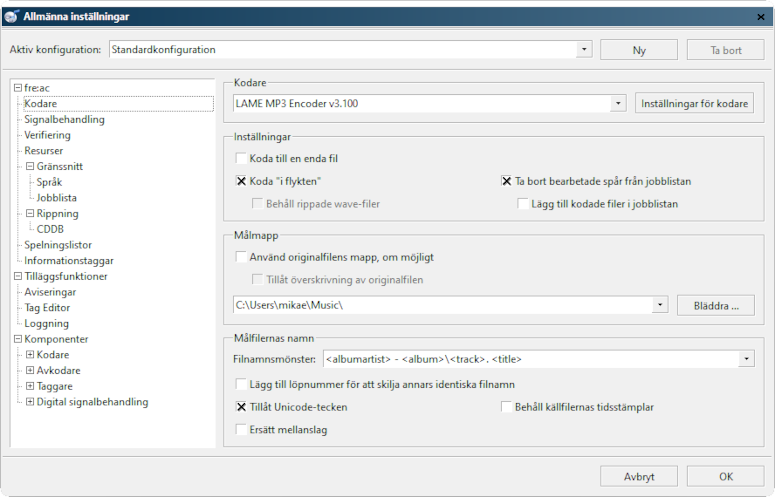 Allmänna inställningar
Aktiv konfiguration: Standardkonfiguration Ny Ta bort
fre:ac
Kodare
Signalbehandling
Verifiering
Resurser
Gränssnitt
Språk
Jobblista
Rippning
CDDB
Spelningslistor
Informationstaggar
Tilläggsfunktioner
Aviseringar
Tag Editor
Loggning
Komponenter
Kodare
Avkodare
Taggare
Digital signalbehandling
Kodare
LAME MP3 Encoder v3.100 Inställningar för kodare
Inställningar
Koda till en enda fil
Koda "i flykten" Ta bort bearbetade spår från jobblistan
Behåll rippade wave-filer Lägg till kodade filer i jobblistan
Målmapp
Använd originalfilens mapp, om möjligt
Tillåt överskrivning av originalfilen
C:\Users\mikae\Music\ Bläddra ...
Målfilernas namn
Filnamnsmönster: <albumartist> - <album>\<track>. <title>
Lägg till löpnummer för att skilja annars identiska filnamn
Tillåt Unicode-tecken Behåll källfilernas tidsstämplar
Ersätt mellanslag
Avbryt OK